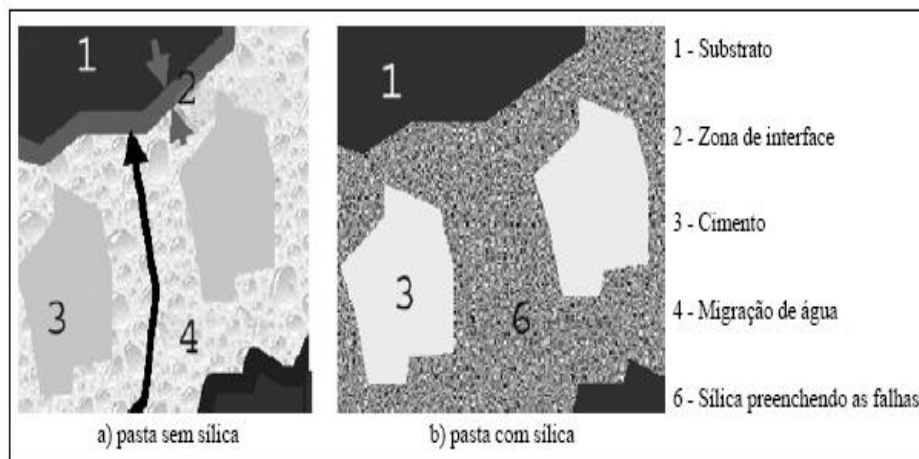 1
2
3
4
a) pasta sem sílica
1
3
6
b) pasta com sílica
1 - Substrato
2 - Zona de interface
3 - Cimento
4 - Migração de água
6 - Sílica preenchendo as falhas